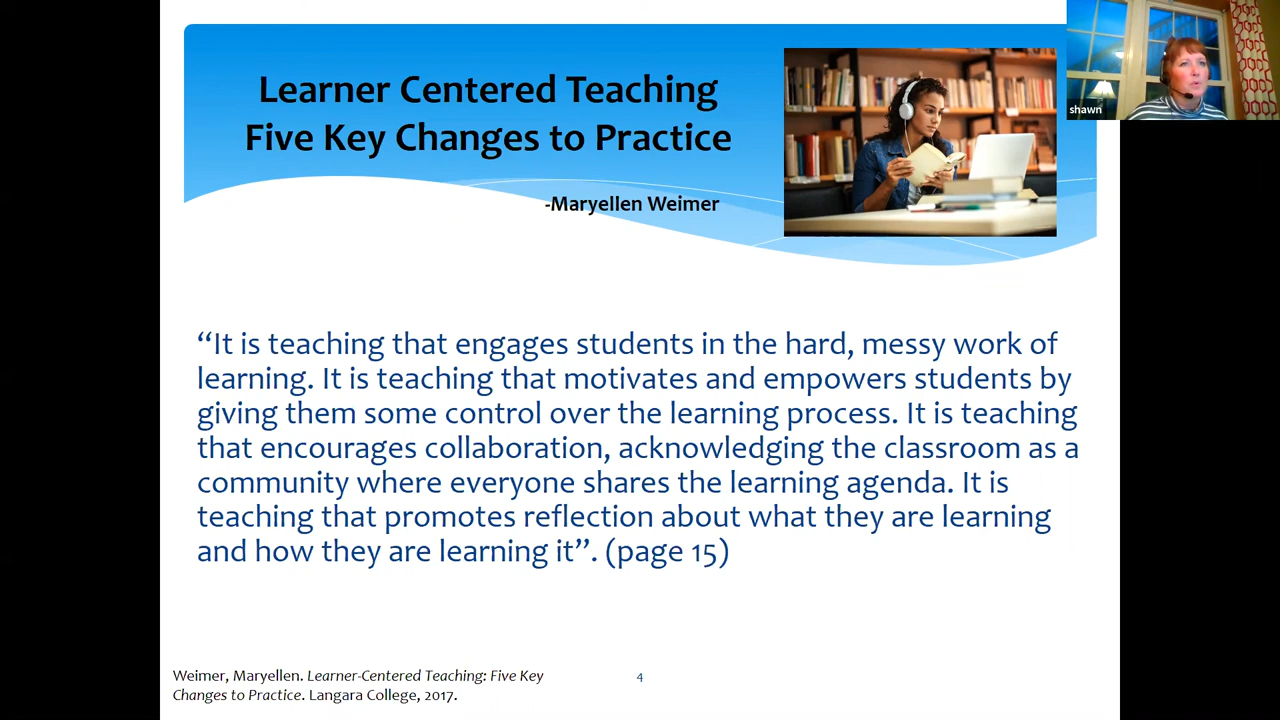 Learner Centered Teaching
Five Key Changes to Practice
-Maryellen Weimer
shawn
“It is teaching that engages students in the hard, messy work of
learning. It is teaching that motivates and empowers students by
giving them some control over the learning process. It is teaching
that encourages collaboration, acknowledging the classroom as a
community where everyone shares the learning agenda. It is
teaching that promotes reflection about what they are learning
and how they are learning it”. (page 15)
Weimer, Maryellen. Learner-Centered Teaching: Five Key
Changes to Practice. Langara College, 2017.
4